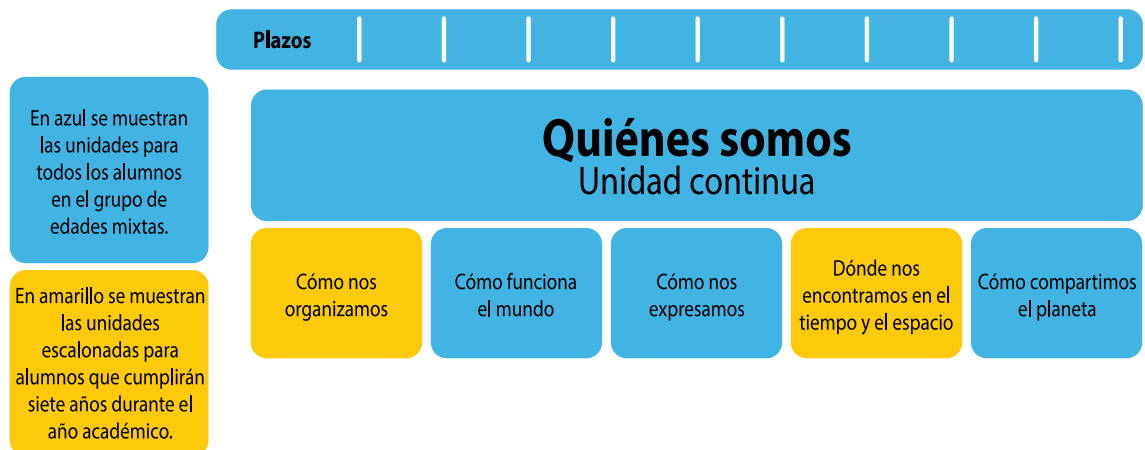 Plazos
En azul se muestran
las unidades para
todos los alumnos
en el grupo de
edades mixtas.
En amarillo se muestran
las unidades
escalonadas para
alumnos que cumplirán
siete años durante el
año académico.
Quiénes somos
Unidad continua
Cómo nos
organizamos
Cómo funciona
el mundo
Cómo nos
expresamos
Dónde nos
encontramos en el
tiempo y el espacio
Cómo compartimos
el planeta